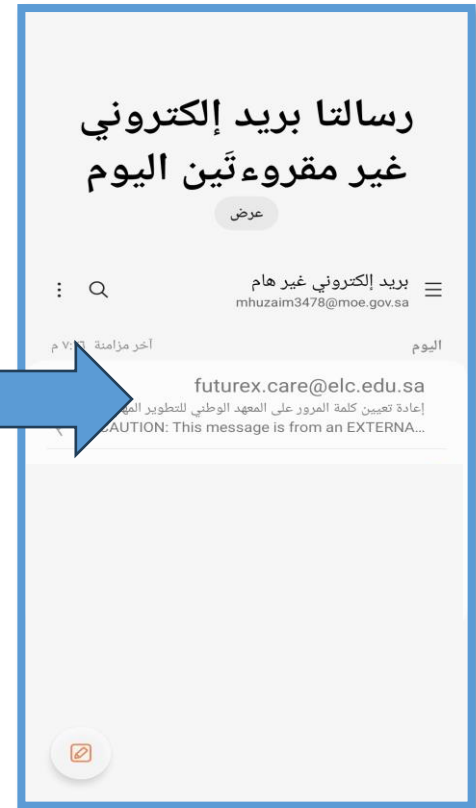 رسالتا بريد إلكتروني
غير مقروءتَين اليوم
عرض
بريد إلكتروني غير هام
mhuzaim3478@moe.gov.sa
اليوم
آخر مزامنة
م
futurex.care@elc.edu.sa
إعادة تعيين كلمة المرور على المعهد الوطني للتطوير
CAUTION: This message is from an EXTERNA...